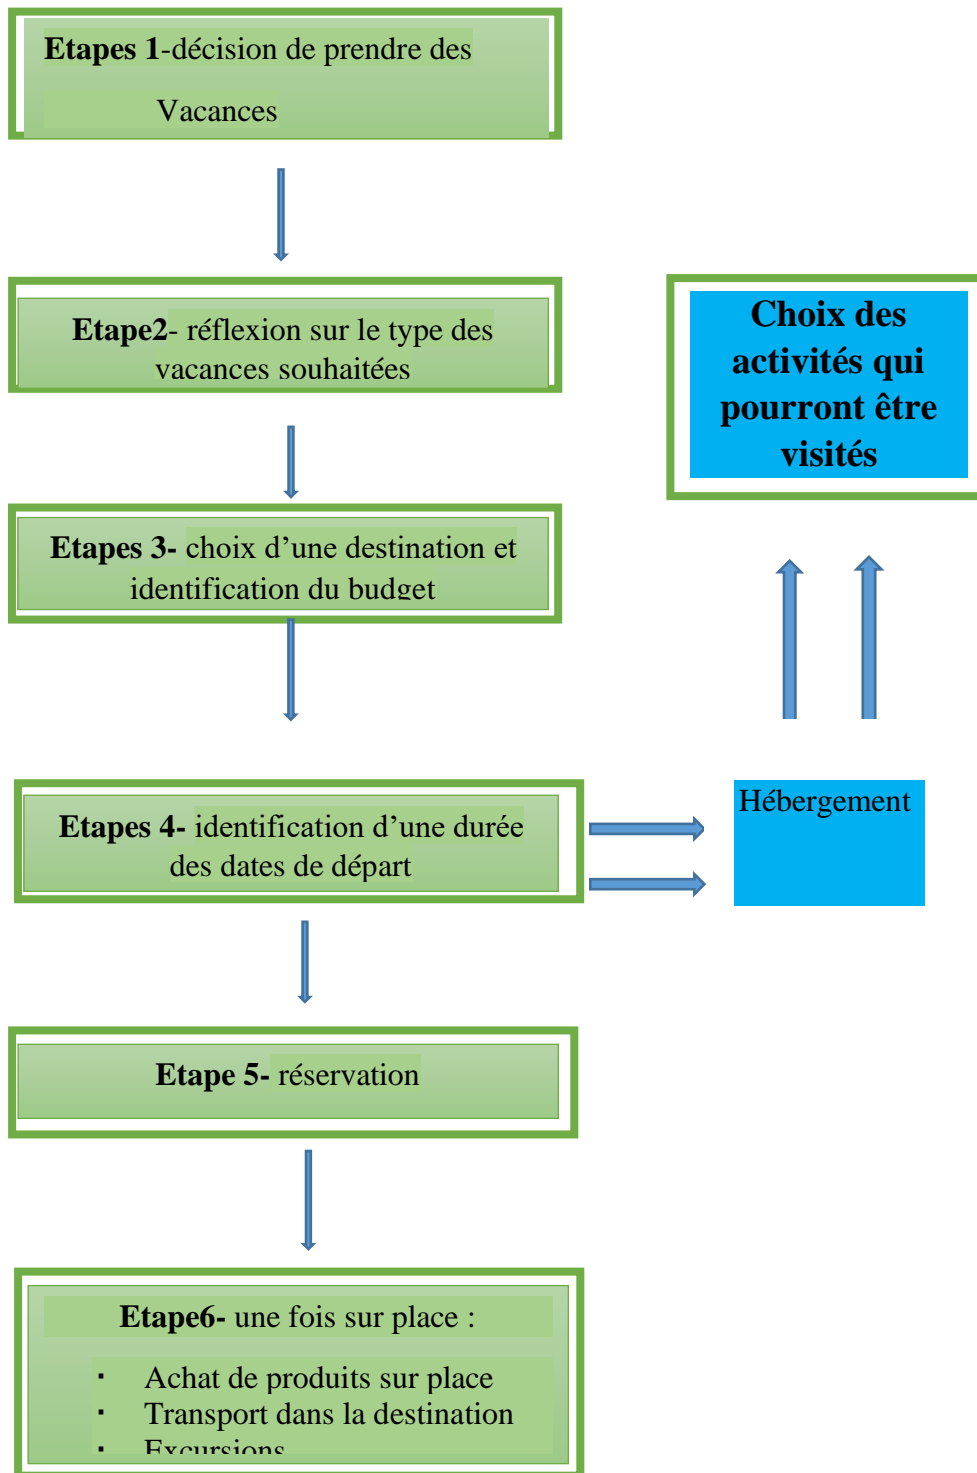 Etapes 1-décision de prendre des
Vacances
Etape2- réflexion sur le type des
vacances souhaitées
Choix des
activités qui
pourront être
visités
Etapes 3- choix d’une destination et
identification du budget
Etapes 4- identification d’une durée
des dates de départ
Hébergement
Etape 5- réservation
Etape6- une fois sur place :
▪ Achat de produits sur place
▪ Transport dans la destination
▪ Excursions